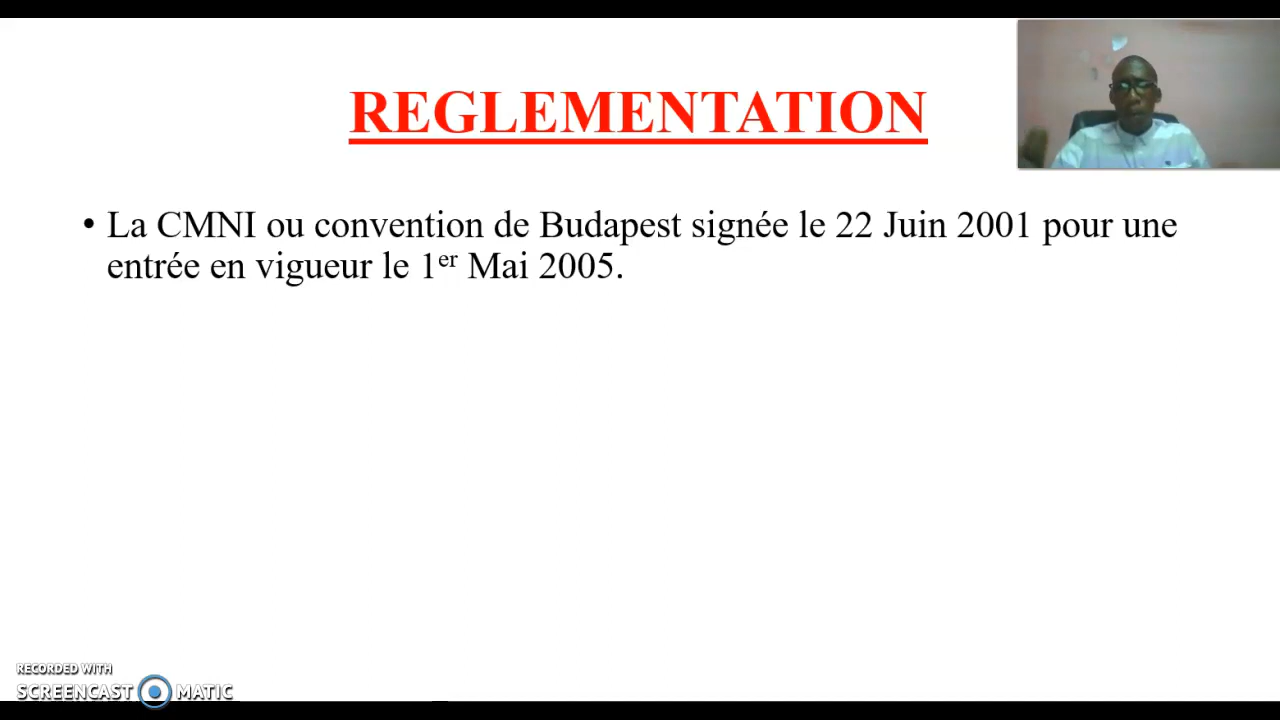 REGLEMENTATION
• La CMNI ou convention de Budapest signée le 22 Juin 2001 pour une
entrée en vigueur le 1er Mai 2005.
RECORDED WITH
SCREENCAST MATIC